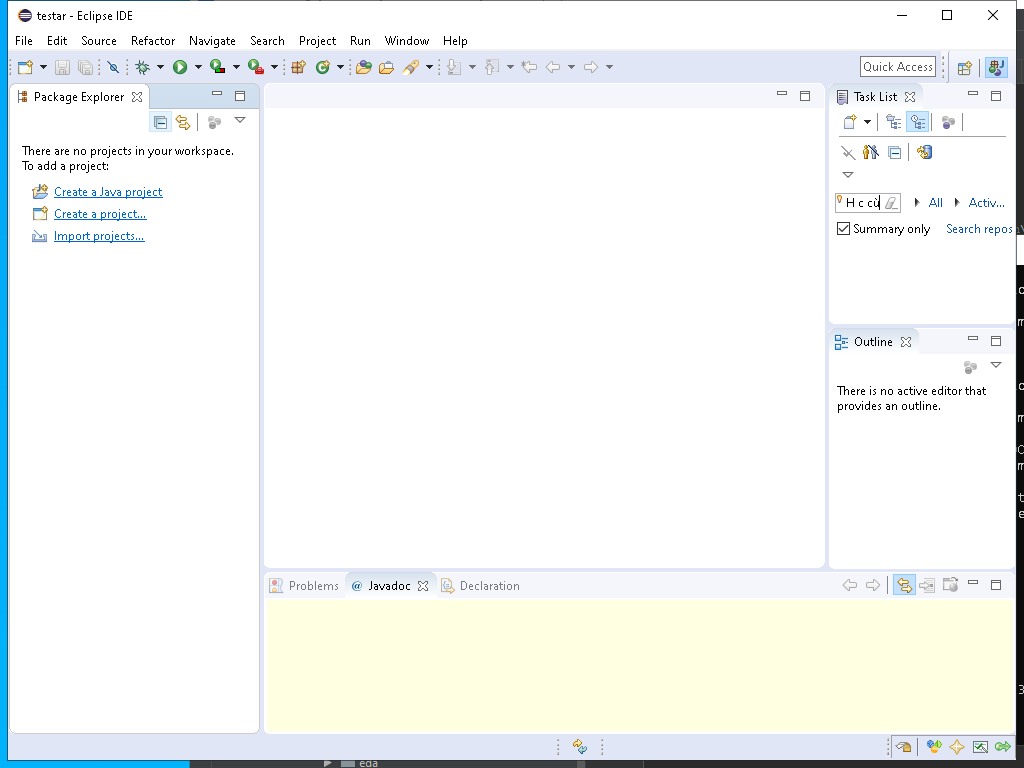 testar - Eclipse IDE
File Edit Source Refactor Navigate Search Project Run Window Help
Quick Access
Package Explorer
There are no projects in your workspace.
To add a project:
Create a Java project
Create a project...
Import projects...
Task List
H c cù
All
Activ...
Summary only
Search repos
Outline
There is no active editor that
provides an outline.
Problems
@ Javadoc
Declaration
eda